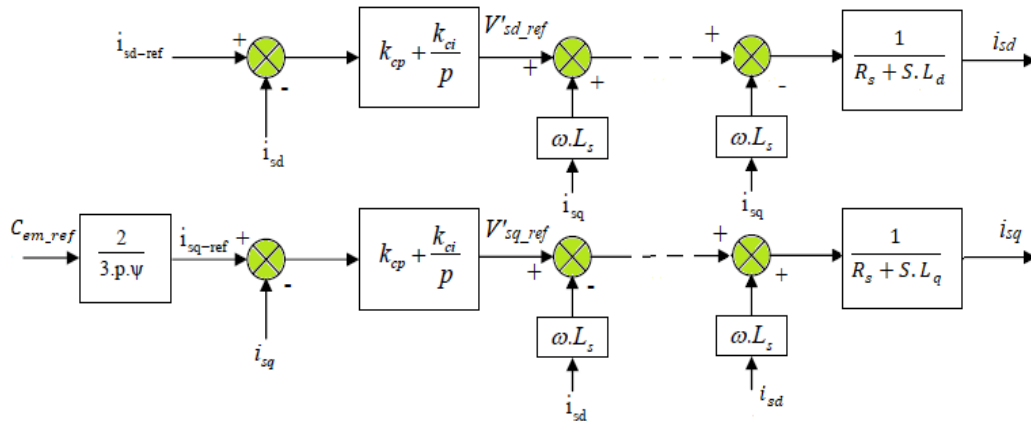 i_sd-ref + - i_sd
k_cp + k_ci / p
V'_sd_ref + +
ω.L_s
i_sq
+ -
ω.L_s
i_sq
1 / R_s + S.L_d
i_sd
C_em_ref
2 / 3.p.ψ
i_sq-ref + - i_sq
k_cp + k_ci / p
V'_sq_ref + -
ω.L_s
i_sd
+ +
ω.L_s
i_sd
1 / R_s + S.L_q
i_sq